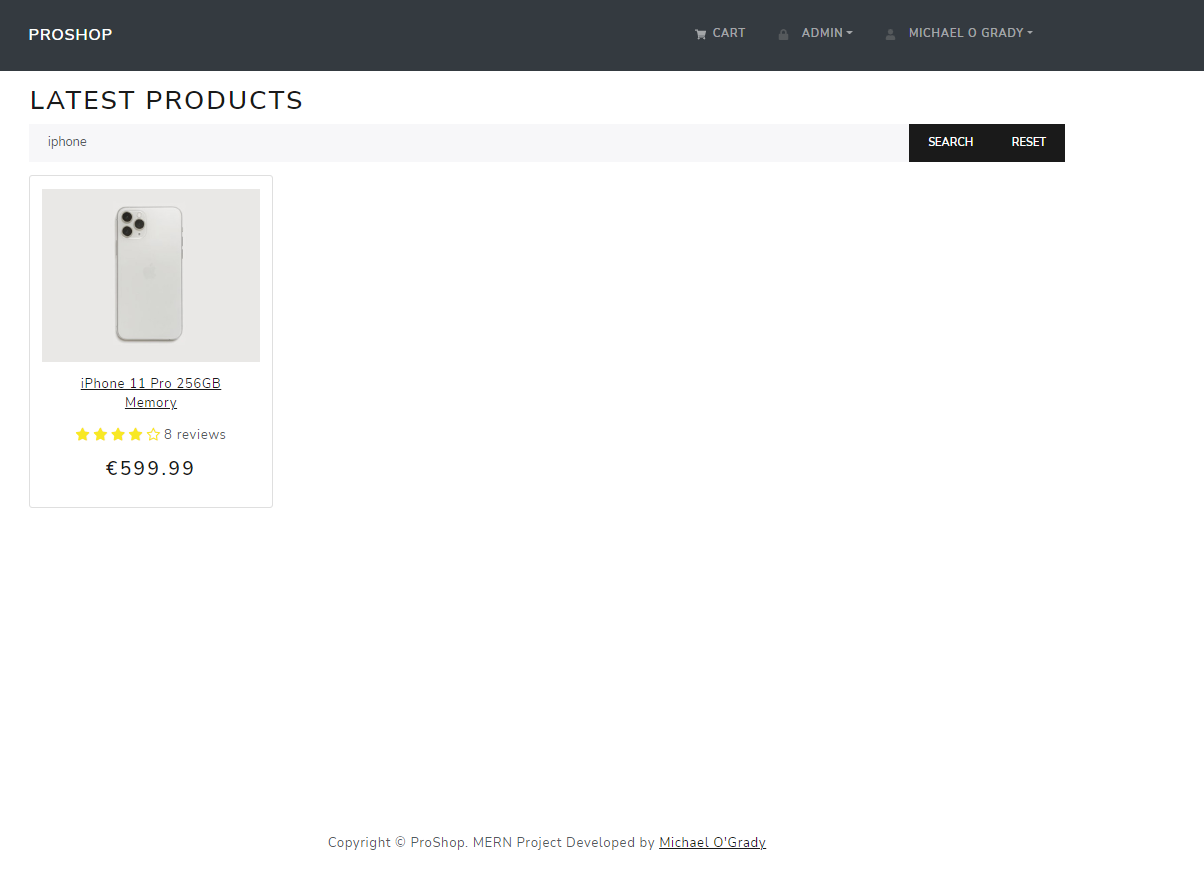 PROSHOP
CART
ADMIN
MICHAEL O GRADY
LATEST PRODUCTS
iphone
SEARCH
RESET
iPhone 11 Pro 256GB
Memory
8 reviews
€599.99
Copyright © ProShop. MERN Project Developed by Michael O'Grady